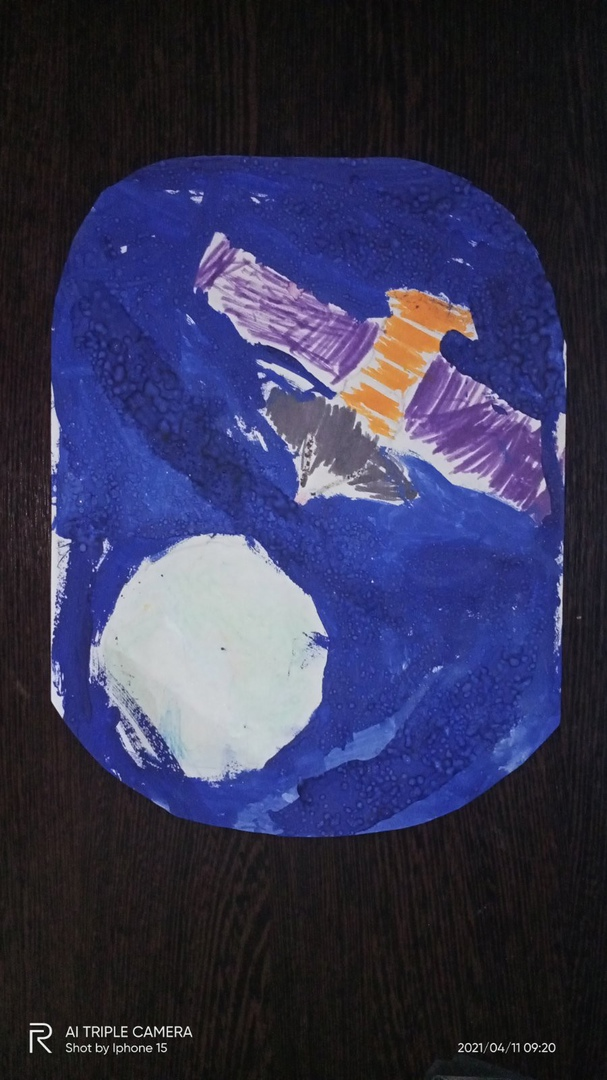 AI TRIPLE CAMERA
Shot by Iphone 15
2021/04/11 09:20